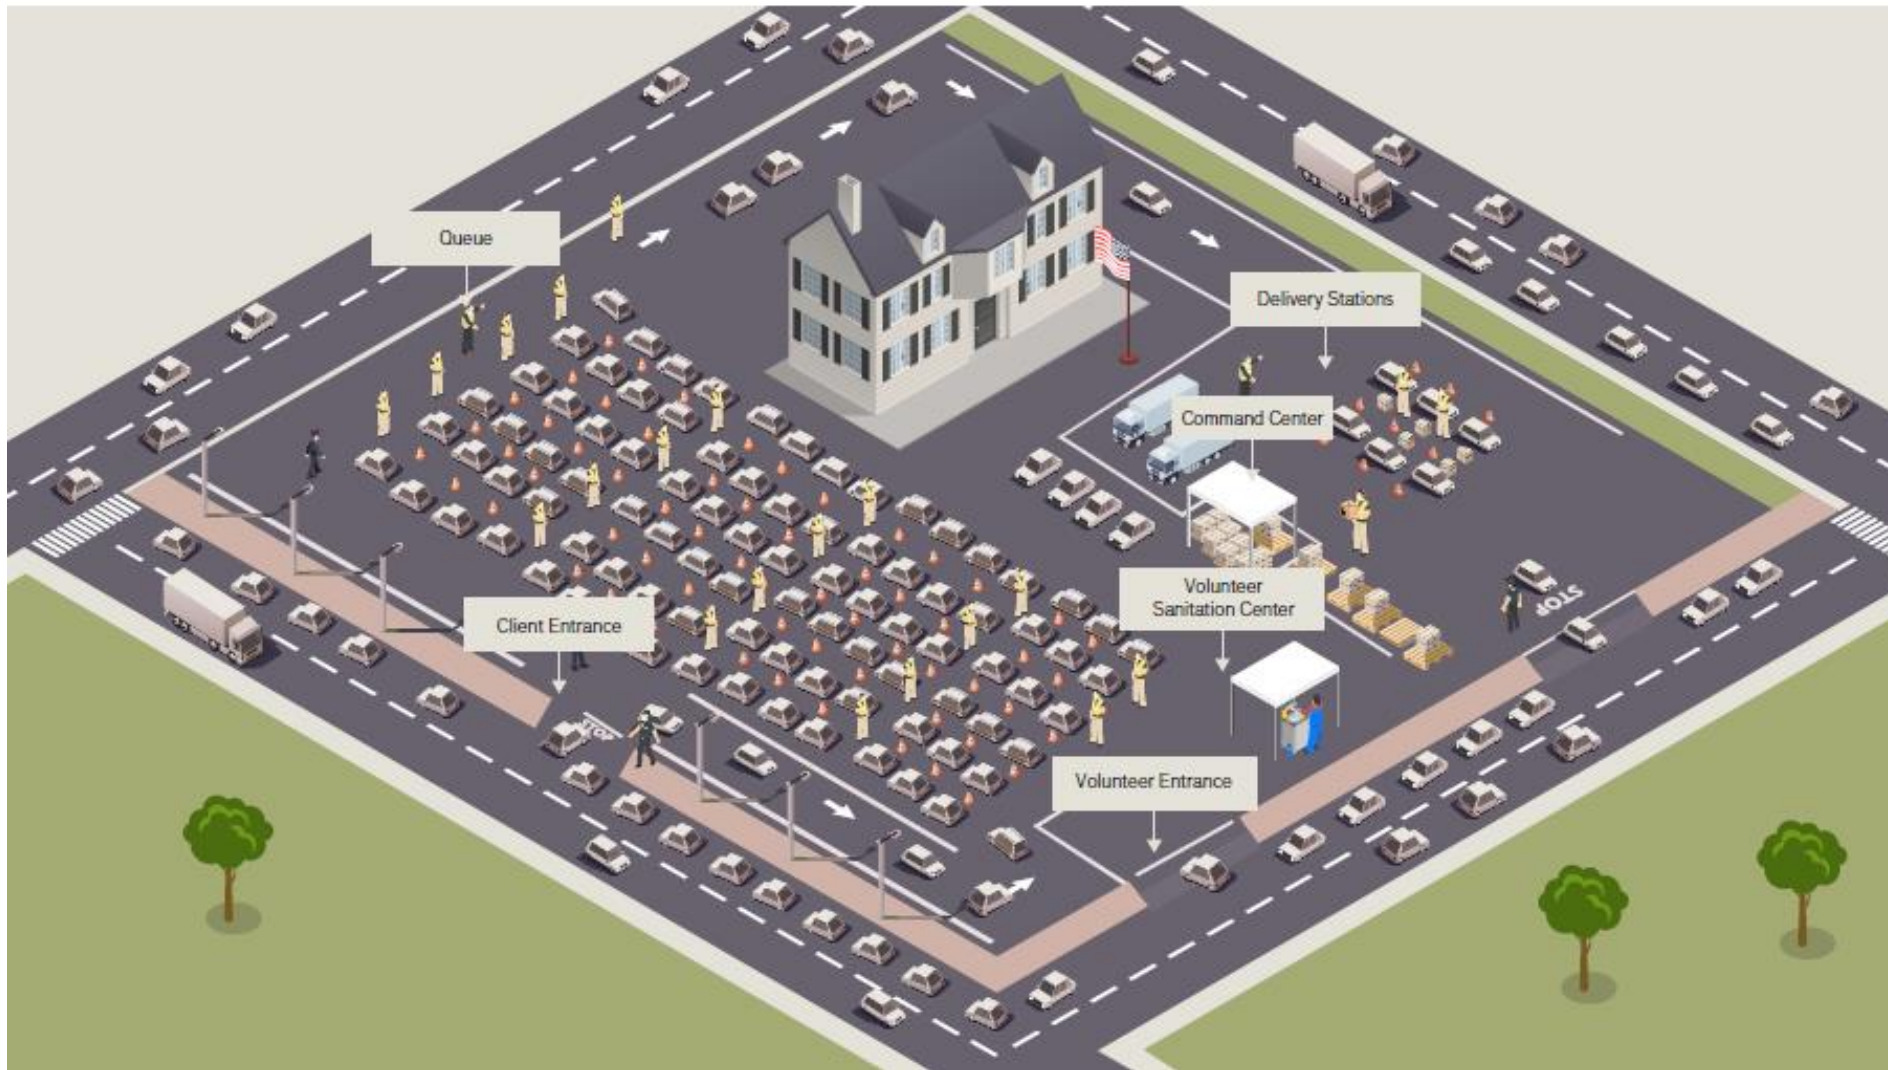 Queue
Delivery Stations
Command Center
Volunteer
Sanitation Center
STOP
Client Entrance
STOP
Volunteer Entrance